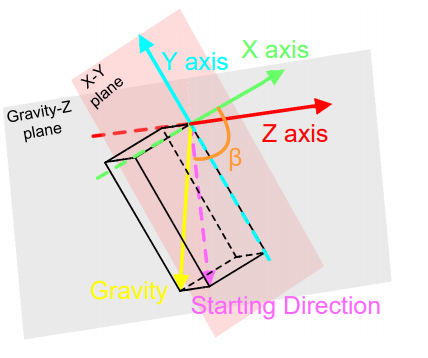 X-Y
plane
Y axis
X axis
Gravity-Z
plane
Z axis
β
Gravity
Starting Direction